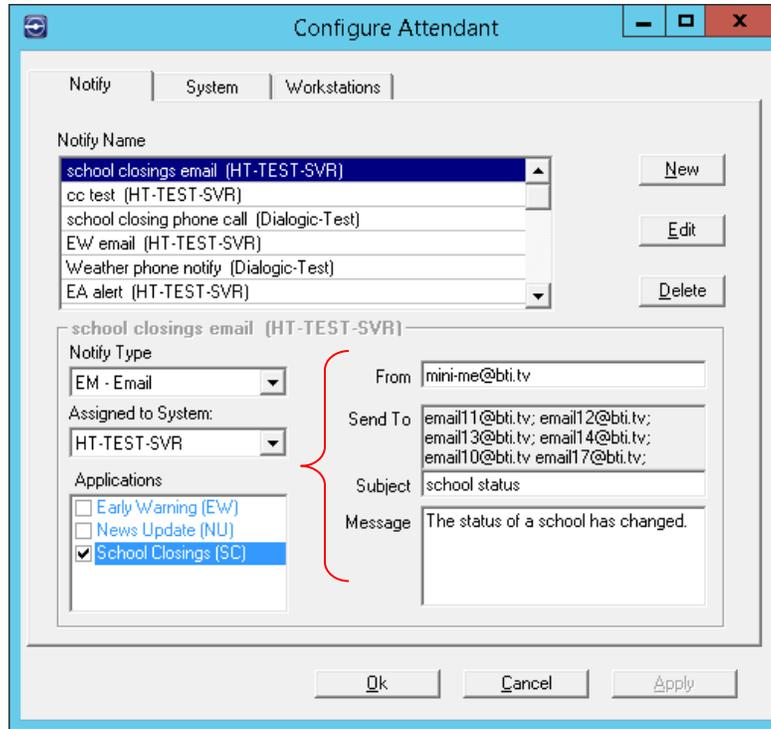 Configure Attendant
Notify System Workstations
Notify Name
school closings email (HT-TEST-SVR)
cc test (HT-TEST-SVR)
school closing phone call (Dialogic-Test)
EW email (HT-TEST-SVR)
Weather phone notify (Dialogic-Test)
EA alert (HT-TEST-SVR)
New
Edit
Delete
school closings email (HT-TEST-SVR)
Notify Type
EM - Email
Assigned to System:
HT-TEST-SVR
Applications
Early Warning (EW)
News Update (NU)
School Closings (SC)
From mini-me@bti.tv
Send To email11@bti.tv; email12@bti.tv;
email13@bti.tv; email14@bti.tv;
email10@bti.tv email17@bti.tv;
Subject school status
Message The status of a school has changed.
Ok Cancel Apply